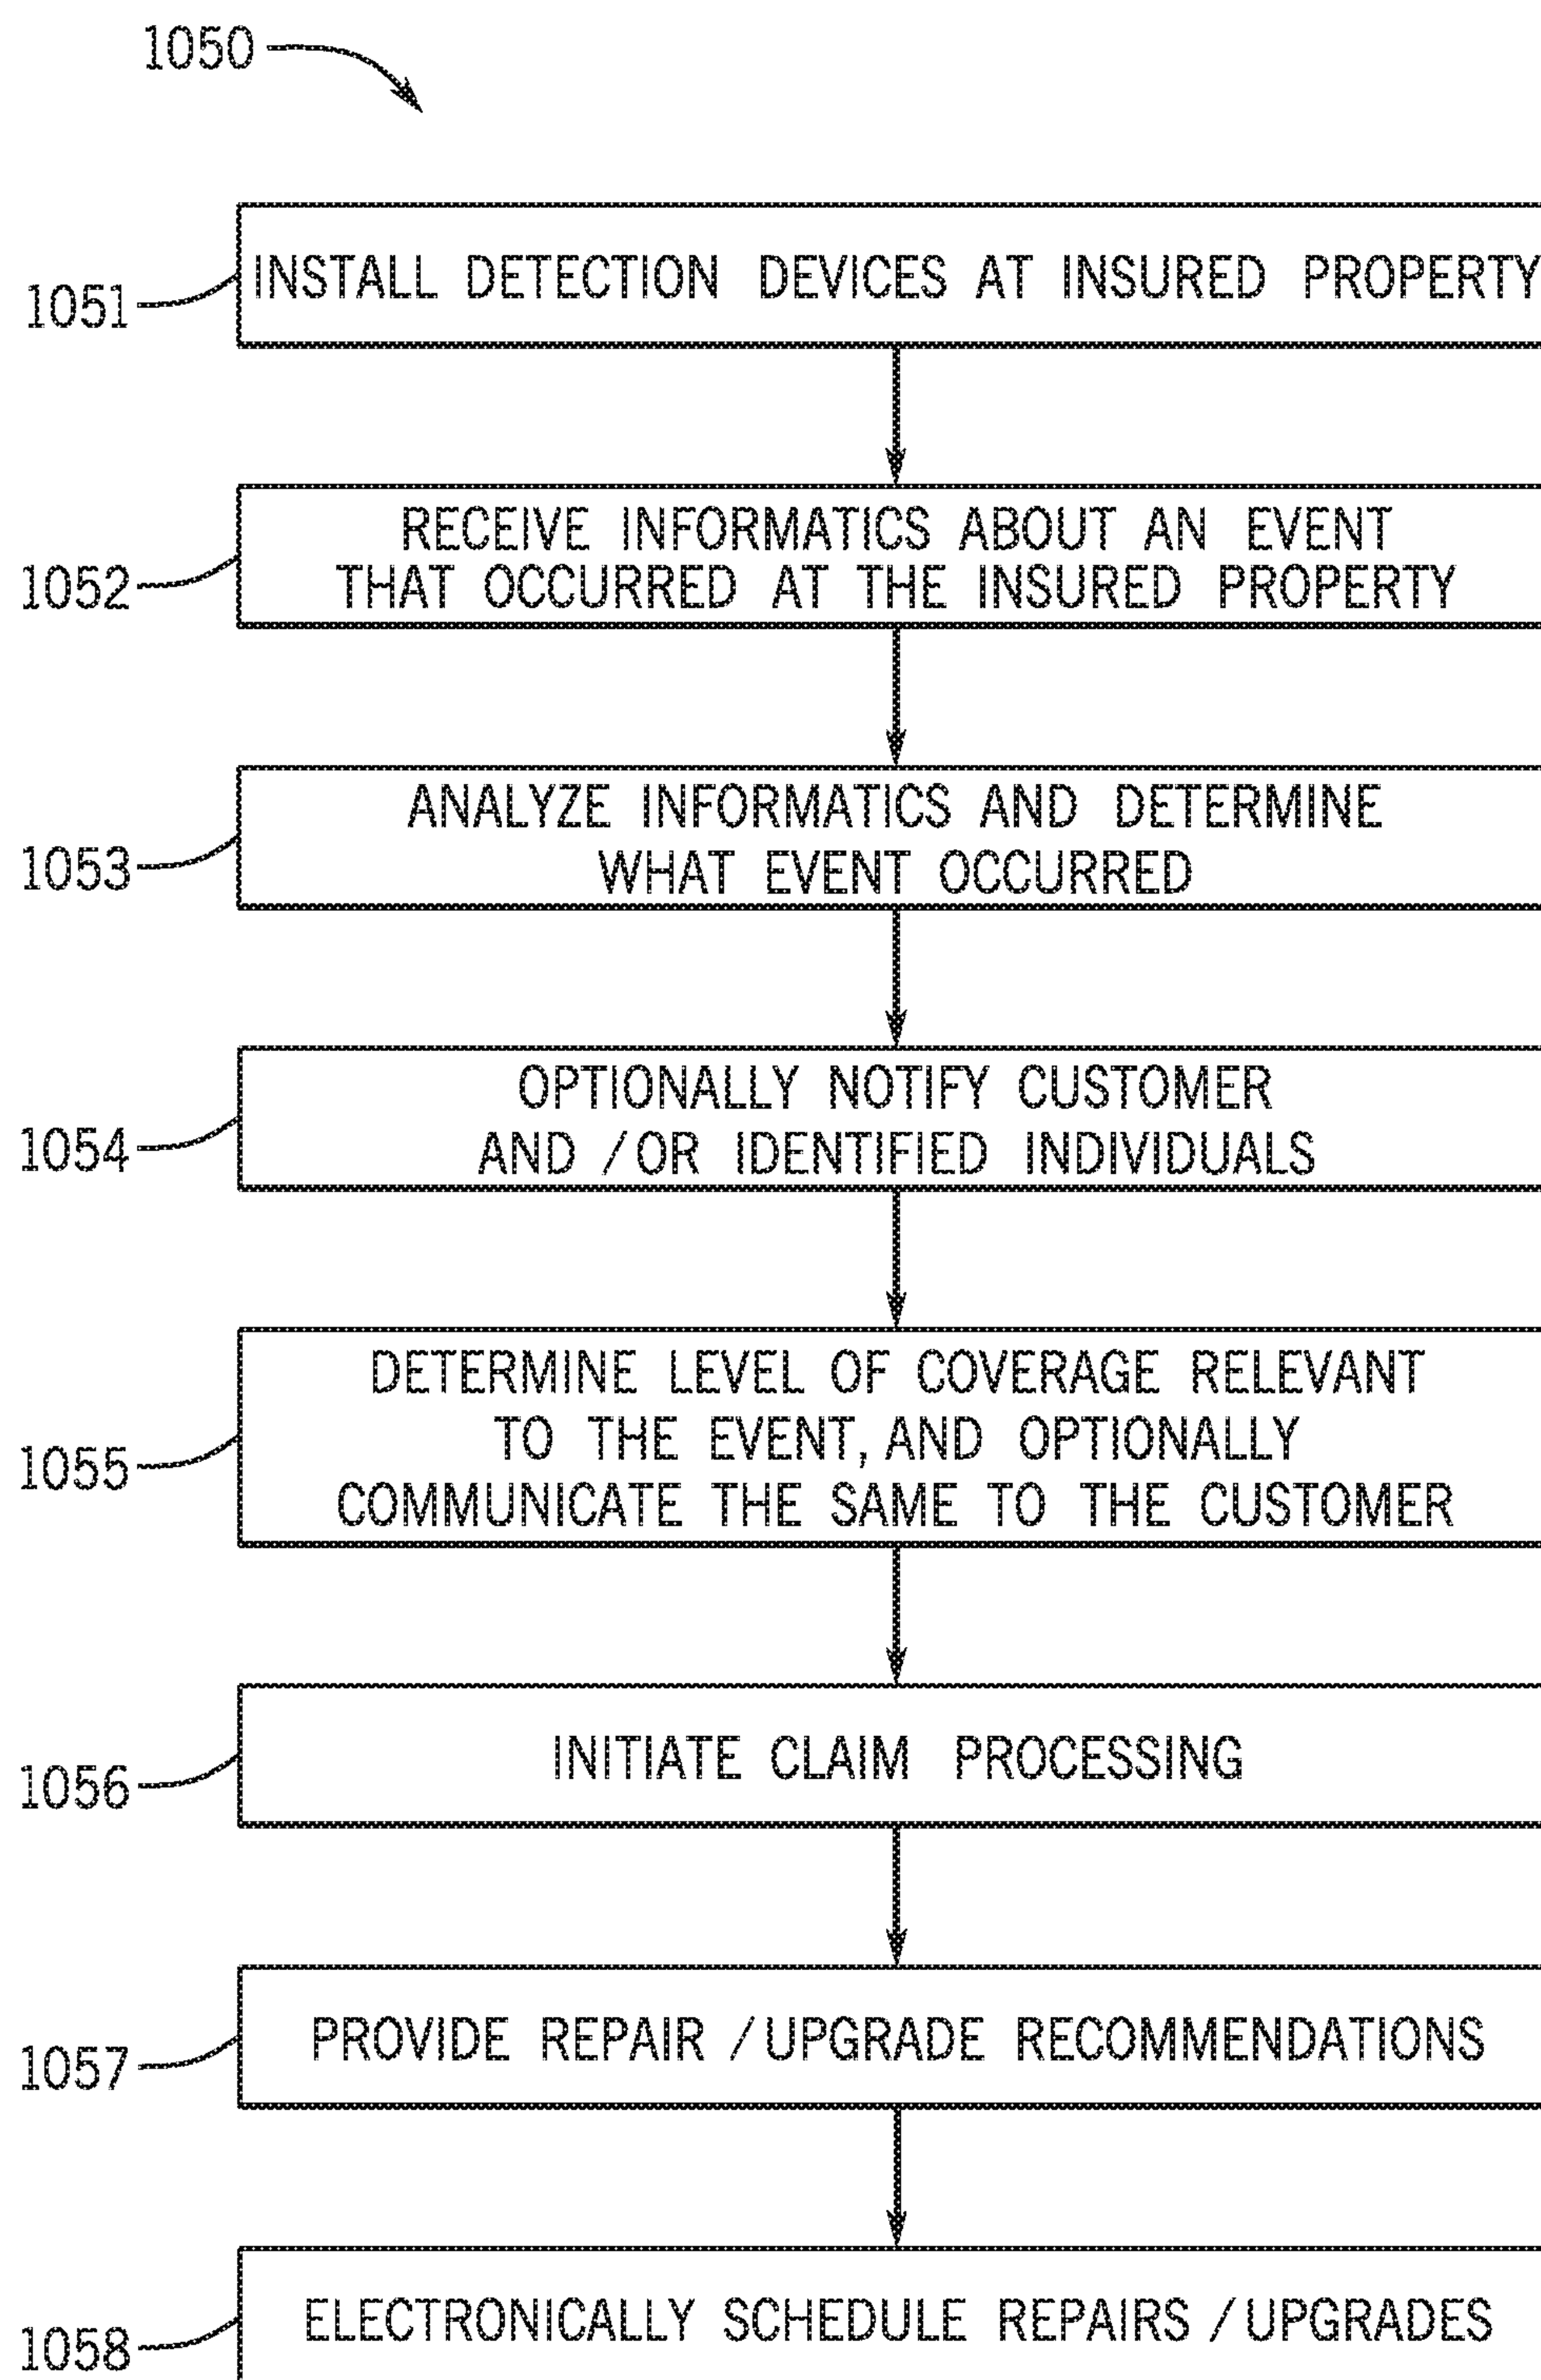 1050
1051
INSTALL DETECTION DEVICES AT INSURED PROPERTY
1052
RECEIVE INFORMATICS ABOUT AN EVENT
THAT OCCURRED AT THE INSURED PROPERTY
1053
ANALYZE INFORMATICS AND DETERMINE
WHAT EVENT OCCURRED
1054
OPTIONALLY NOTIFY CUSTOMER
AND /OR IDENTIFIED INDIVIDUALS
1055
DETERMINE LEVEL OF COVERAGE RELEVANT
TO THE EVENT, AND OPTIONALLY
COMMUNICATE THE SAME TO THE CUSTOMER
1056
INITIATE CLAIM PROCESSING
1057
PROVIDE REPAIR / UPGRADE RECOMMENDATIONS
1058
ELECTRONICALLY SCHEDULE REPAIRS / UPGRADES